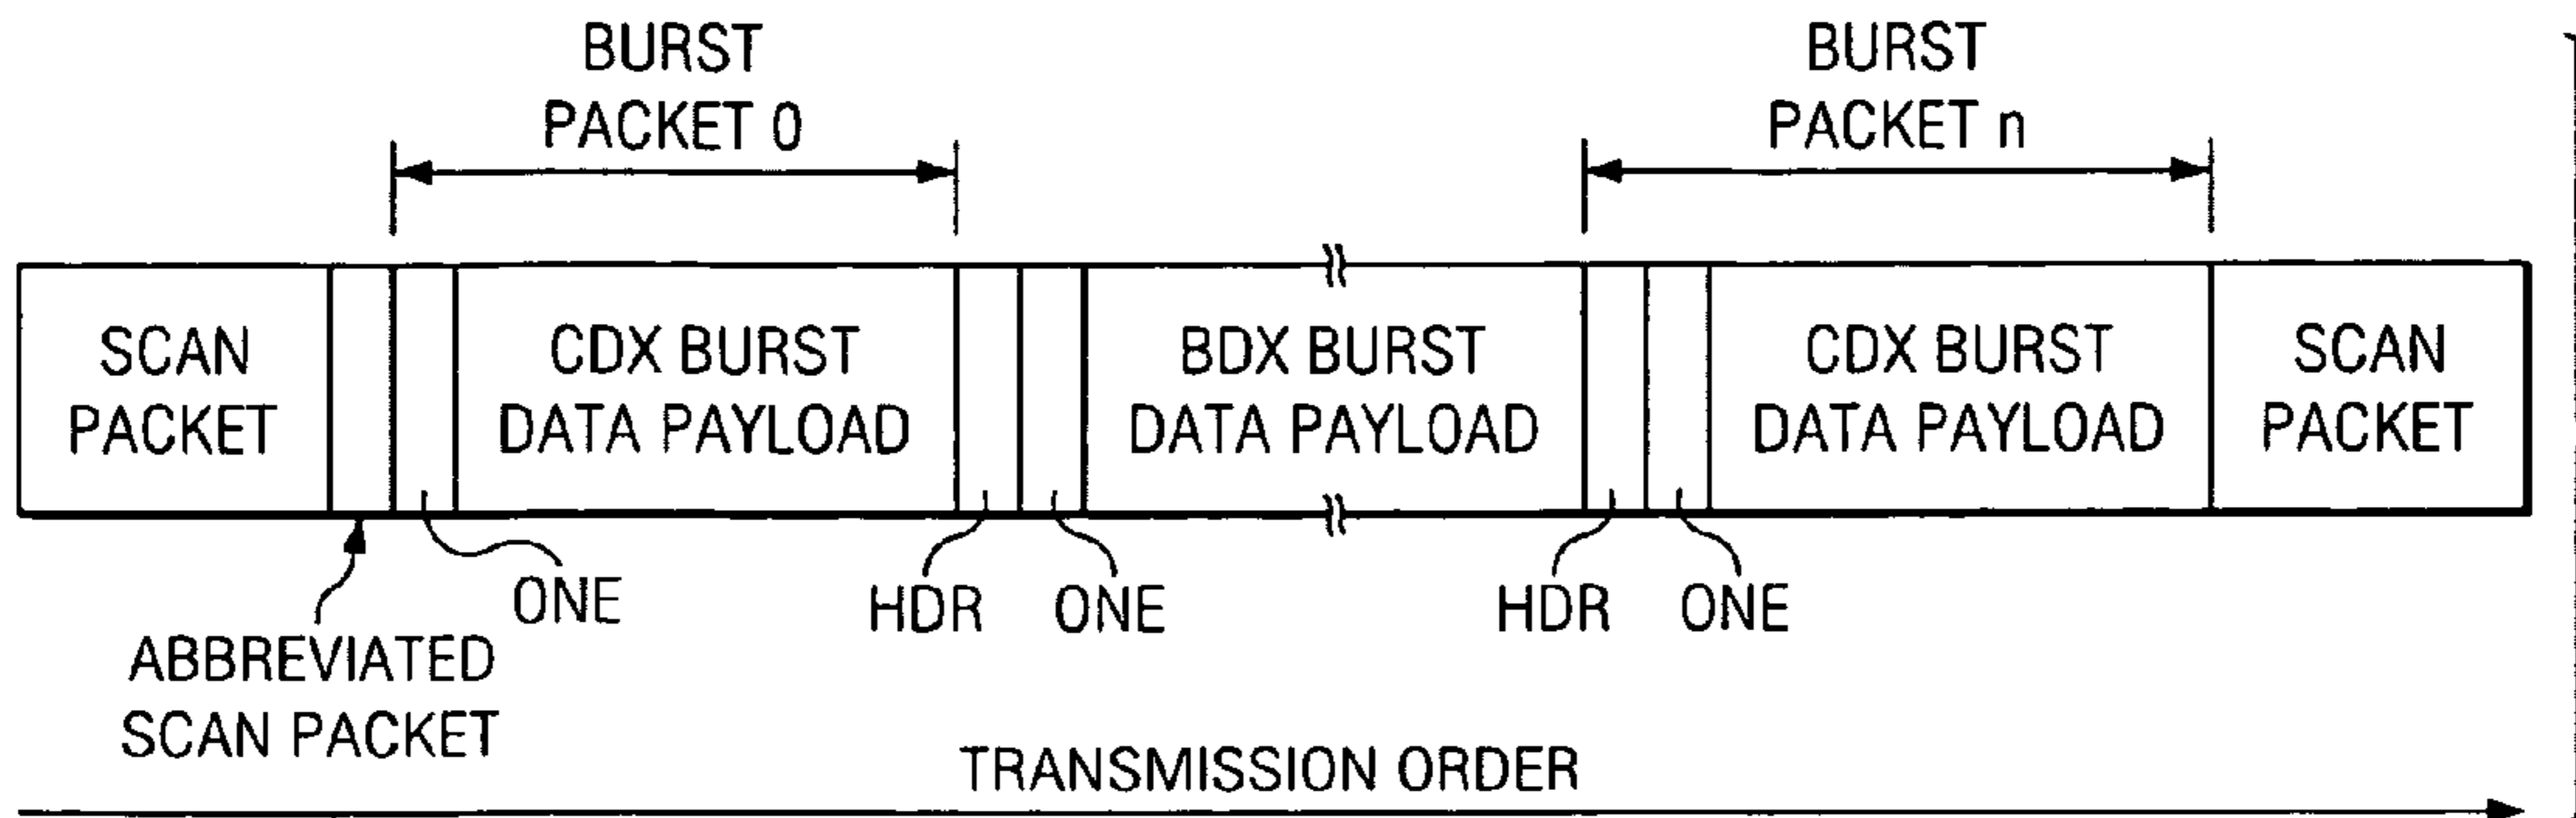 BURST
PACKET 0
BURST
PACKET n
SCAN
PACKET
CDX BURST
DATA PAYLOAD
BDX BURST
DATA PAYLOAD
CDX BURST
DATA PAYLOAD
SCAN
PACKET
ONE
HDR
ONE
HDR
ONE
ABBREVIATED
SCAN PACKET
TRANSMISSION ORDER